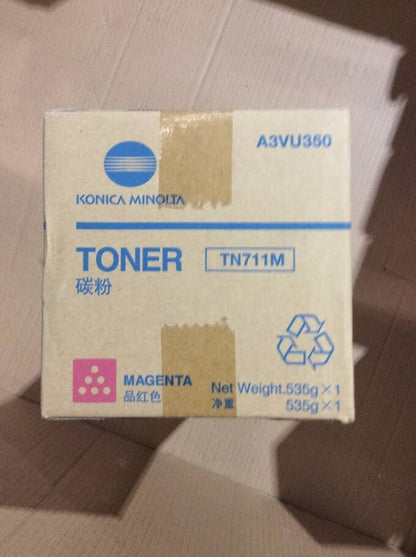 A3VU350
KONICA MINOLTA
TONER TN711M
碳粉
MAGENTA
品红色
Net Weight.535g×1
净重 535g×1